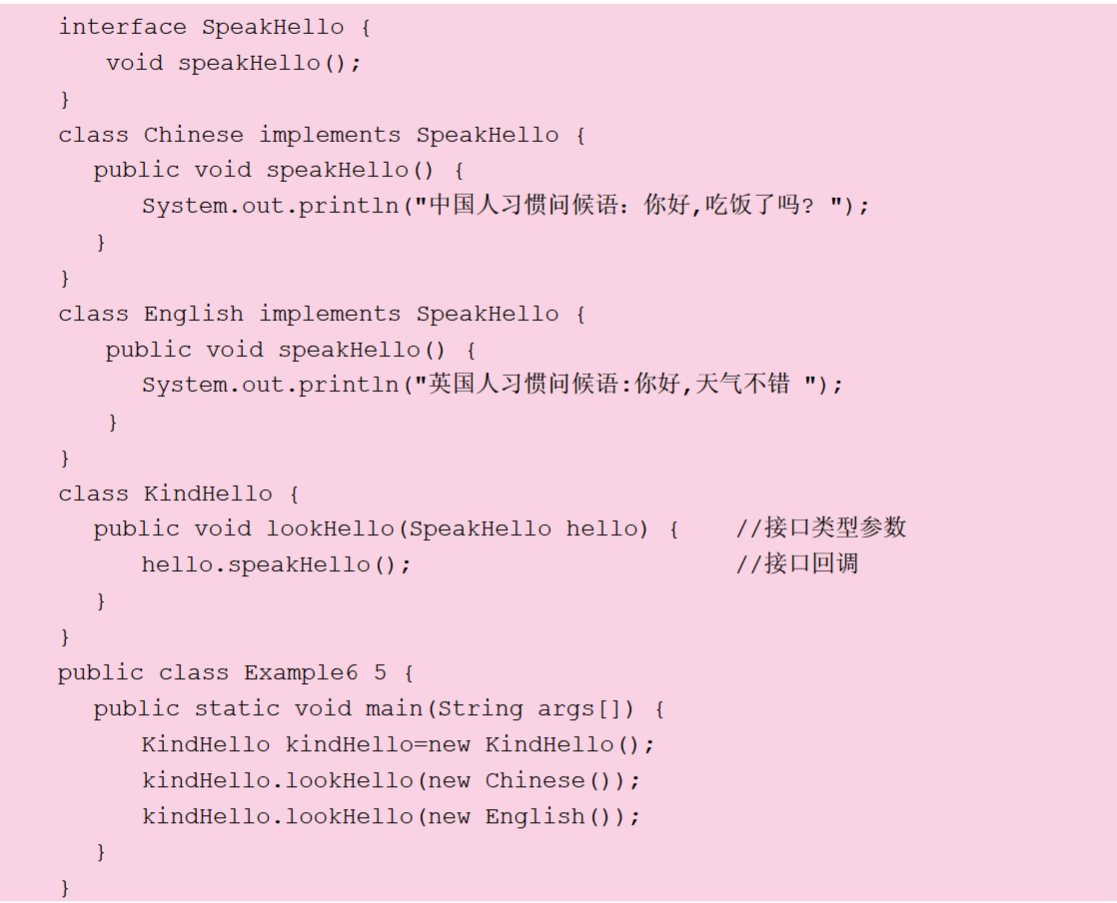 interface SpeakHello {
void speakHello();
}
class Chinese implements SpeakHello {
public void speakHello() {
System.out.println("中国人习惯问候语：你好,吃饭了吗? ");
}
}
class English implements SpeakHello {
public void speakHello() {
System.out.println("英国人习惯问候语:你好,天气不错 ");
}
}
class KindHello {
public void lookHello(SpeakHello hello) { //接口类型参数
hello.speakHello(); //接口回调
}
}
public class Example6 5 {
public static void main(String args[]) {
KindHello kindHello=new KindHello();
kindHello.lookHello(new Chinese());
kindHello.lookHello(new English());
}
}